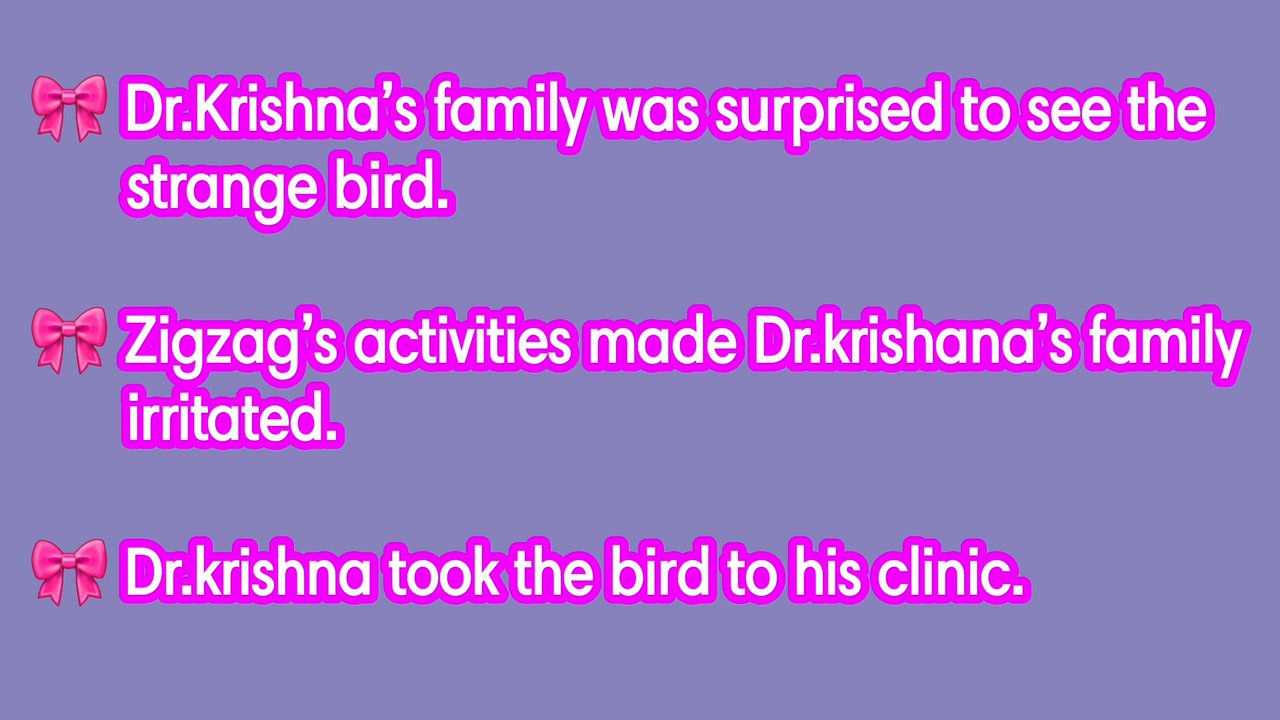 🎀 Dr.Krishna’s family was surprised to see the
strange bird.
🎀 Zigzag’s activities made Dr.krishana’s family
irritated.
🎀 Dr.krishna took the bird to his clinic.